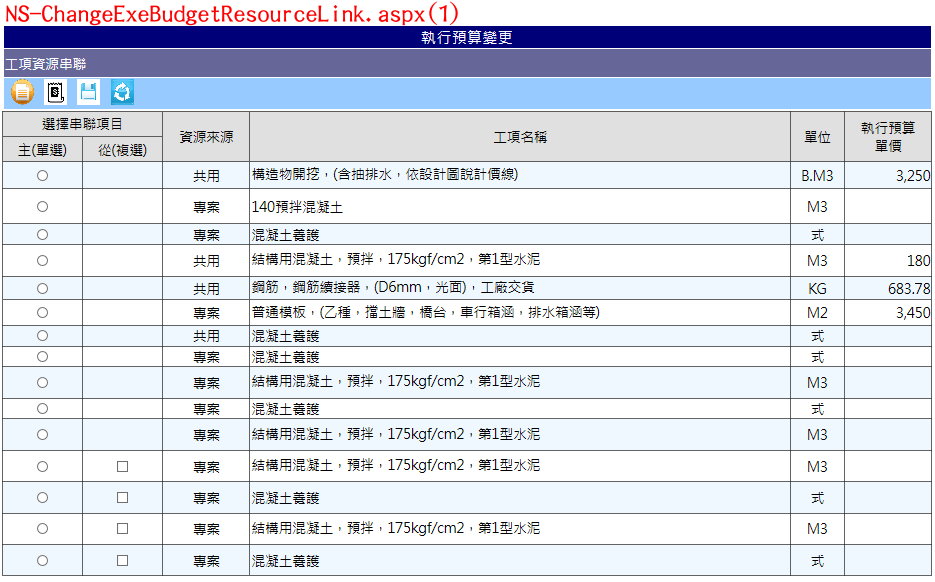 NS-ChangeExeBudgetResourceLink.aspx(1)
執行預算變更
工項資源串聯
選擇串聯項目 資源來源 工項名稱 單位 執行預算
單價
主(單選) 從(複選)
共用 構造物開挖，(含抽排水，依設計圖說計價線) B.M3 3,250
專案 140預拌混凝土 M3
專案 混凝土養護 式
共用 結構用混凝土，預拌，175kgf/cm2，第1型水泥 M3 180
共用 鋼筋，鋼筋續接器，(D6mm，光面)，工廠交貨 KG 683.78
專案 普通模板，(乙種，擋土牆，橋台，車行箱涵，排水箱涵等) M2 3,450
共用 混凝土養護 式
專案 混凝土養護 式
專案 結構用混凝土，預拌，175kgf/cm2，第1型水泥 M3
專案 混凝土養護 式
專案 結構用混凝土，預拌，175kgf/cm2，第1型水泥 M3
專案 結構用混凝土，預拌，175kgf/cm2，第1型水泥 M3
專案 混凝土養護 式
專案 結構用混凝土，預拌，175kgf/cm2，第1型水泥 M3
專案 混凝土養護 式